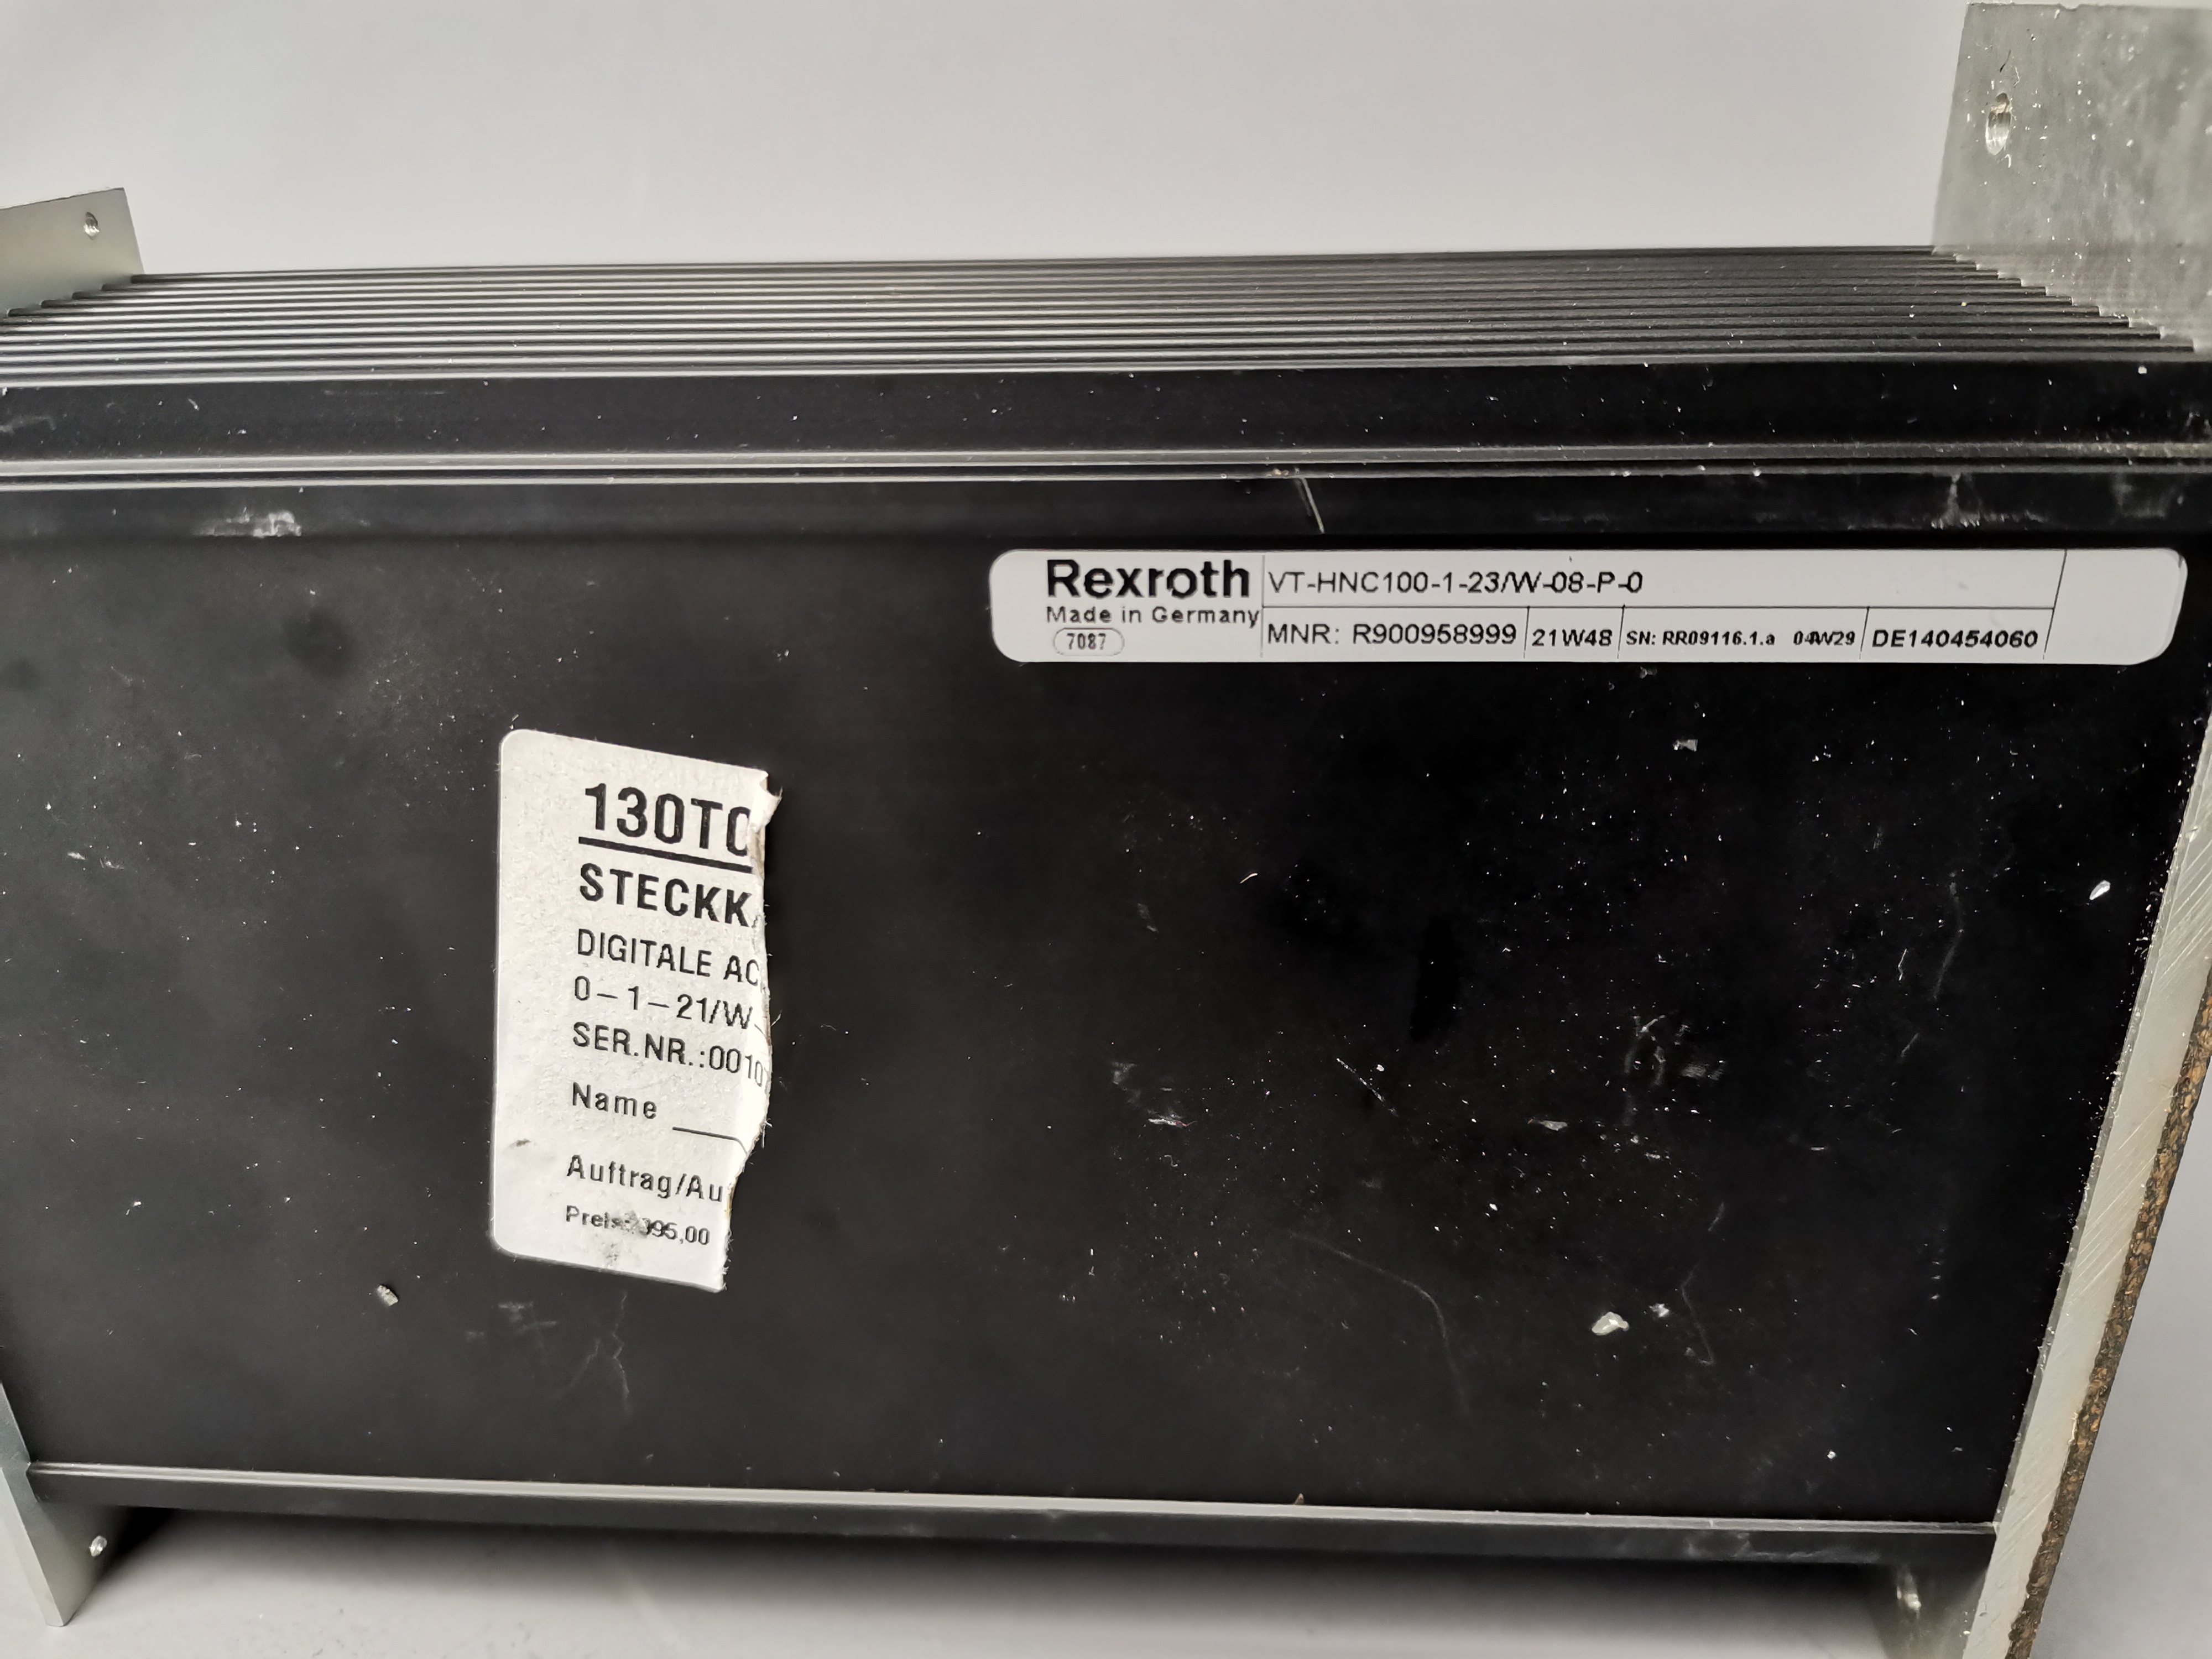 Rexroth
Made in Germany
7087
VT-HNC100-1-23/W-08-P-0
MNR: R900958999
21W48
SN: RR09116.1.a 04W29
DE140454060
130TO
STECKK
DIGITALE AC
0-1-21/W
SER.NR.:0010
Name
Auftrag/Au